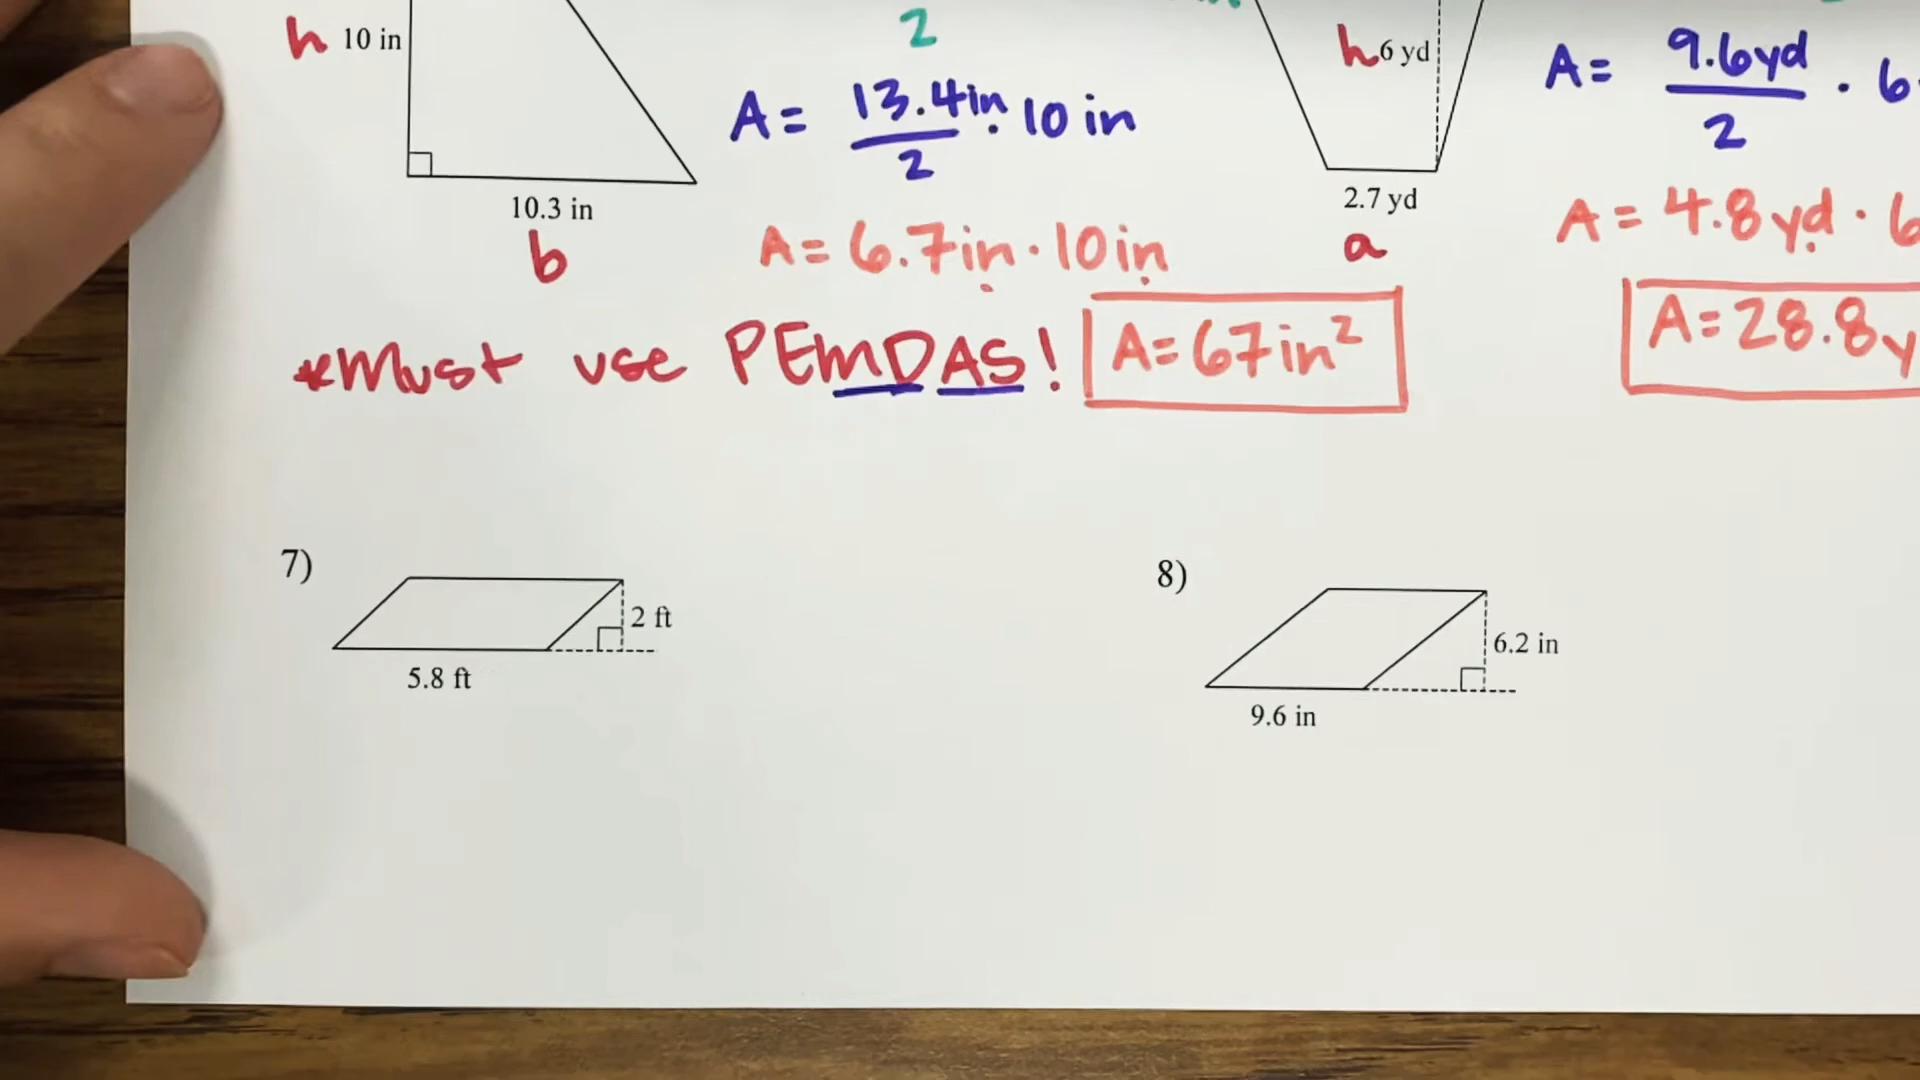 h 10 in
10.3 in
b
2
A= 13.4in/2 · 10 in
A= 6.7in · 10in
*Must use PEMDAS!
A= 67in²
h 6 yd
2.7 yd
a
A= 9.6yd/2 · 6
A= 4.8yd · 6
A= 28.8y
7)
2 ft
5.8 ft
8)
6.2 in
9.6 in